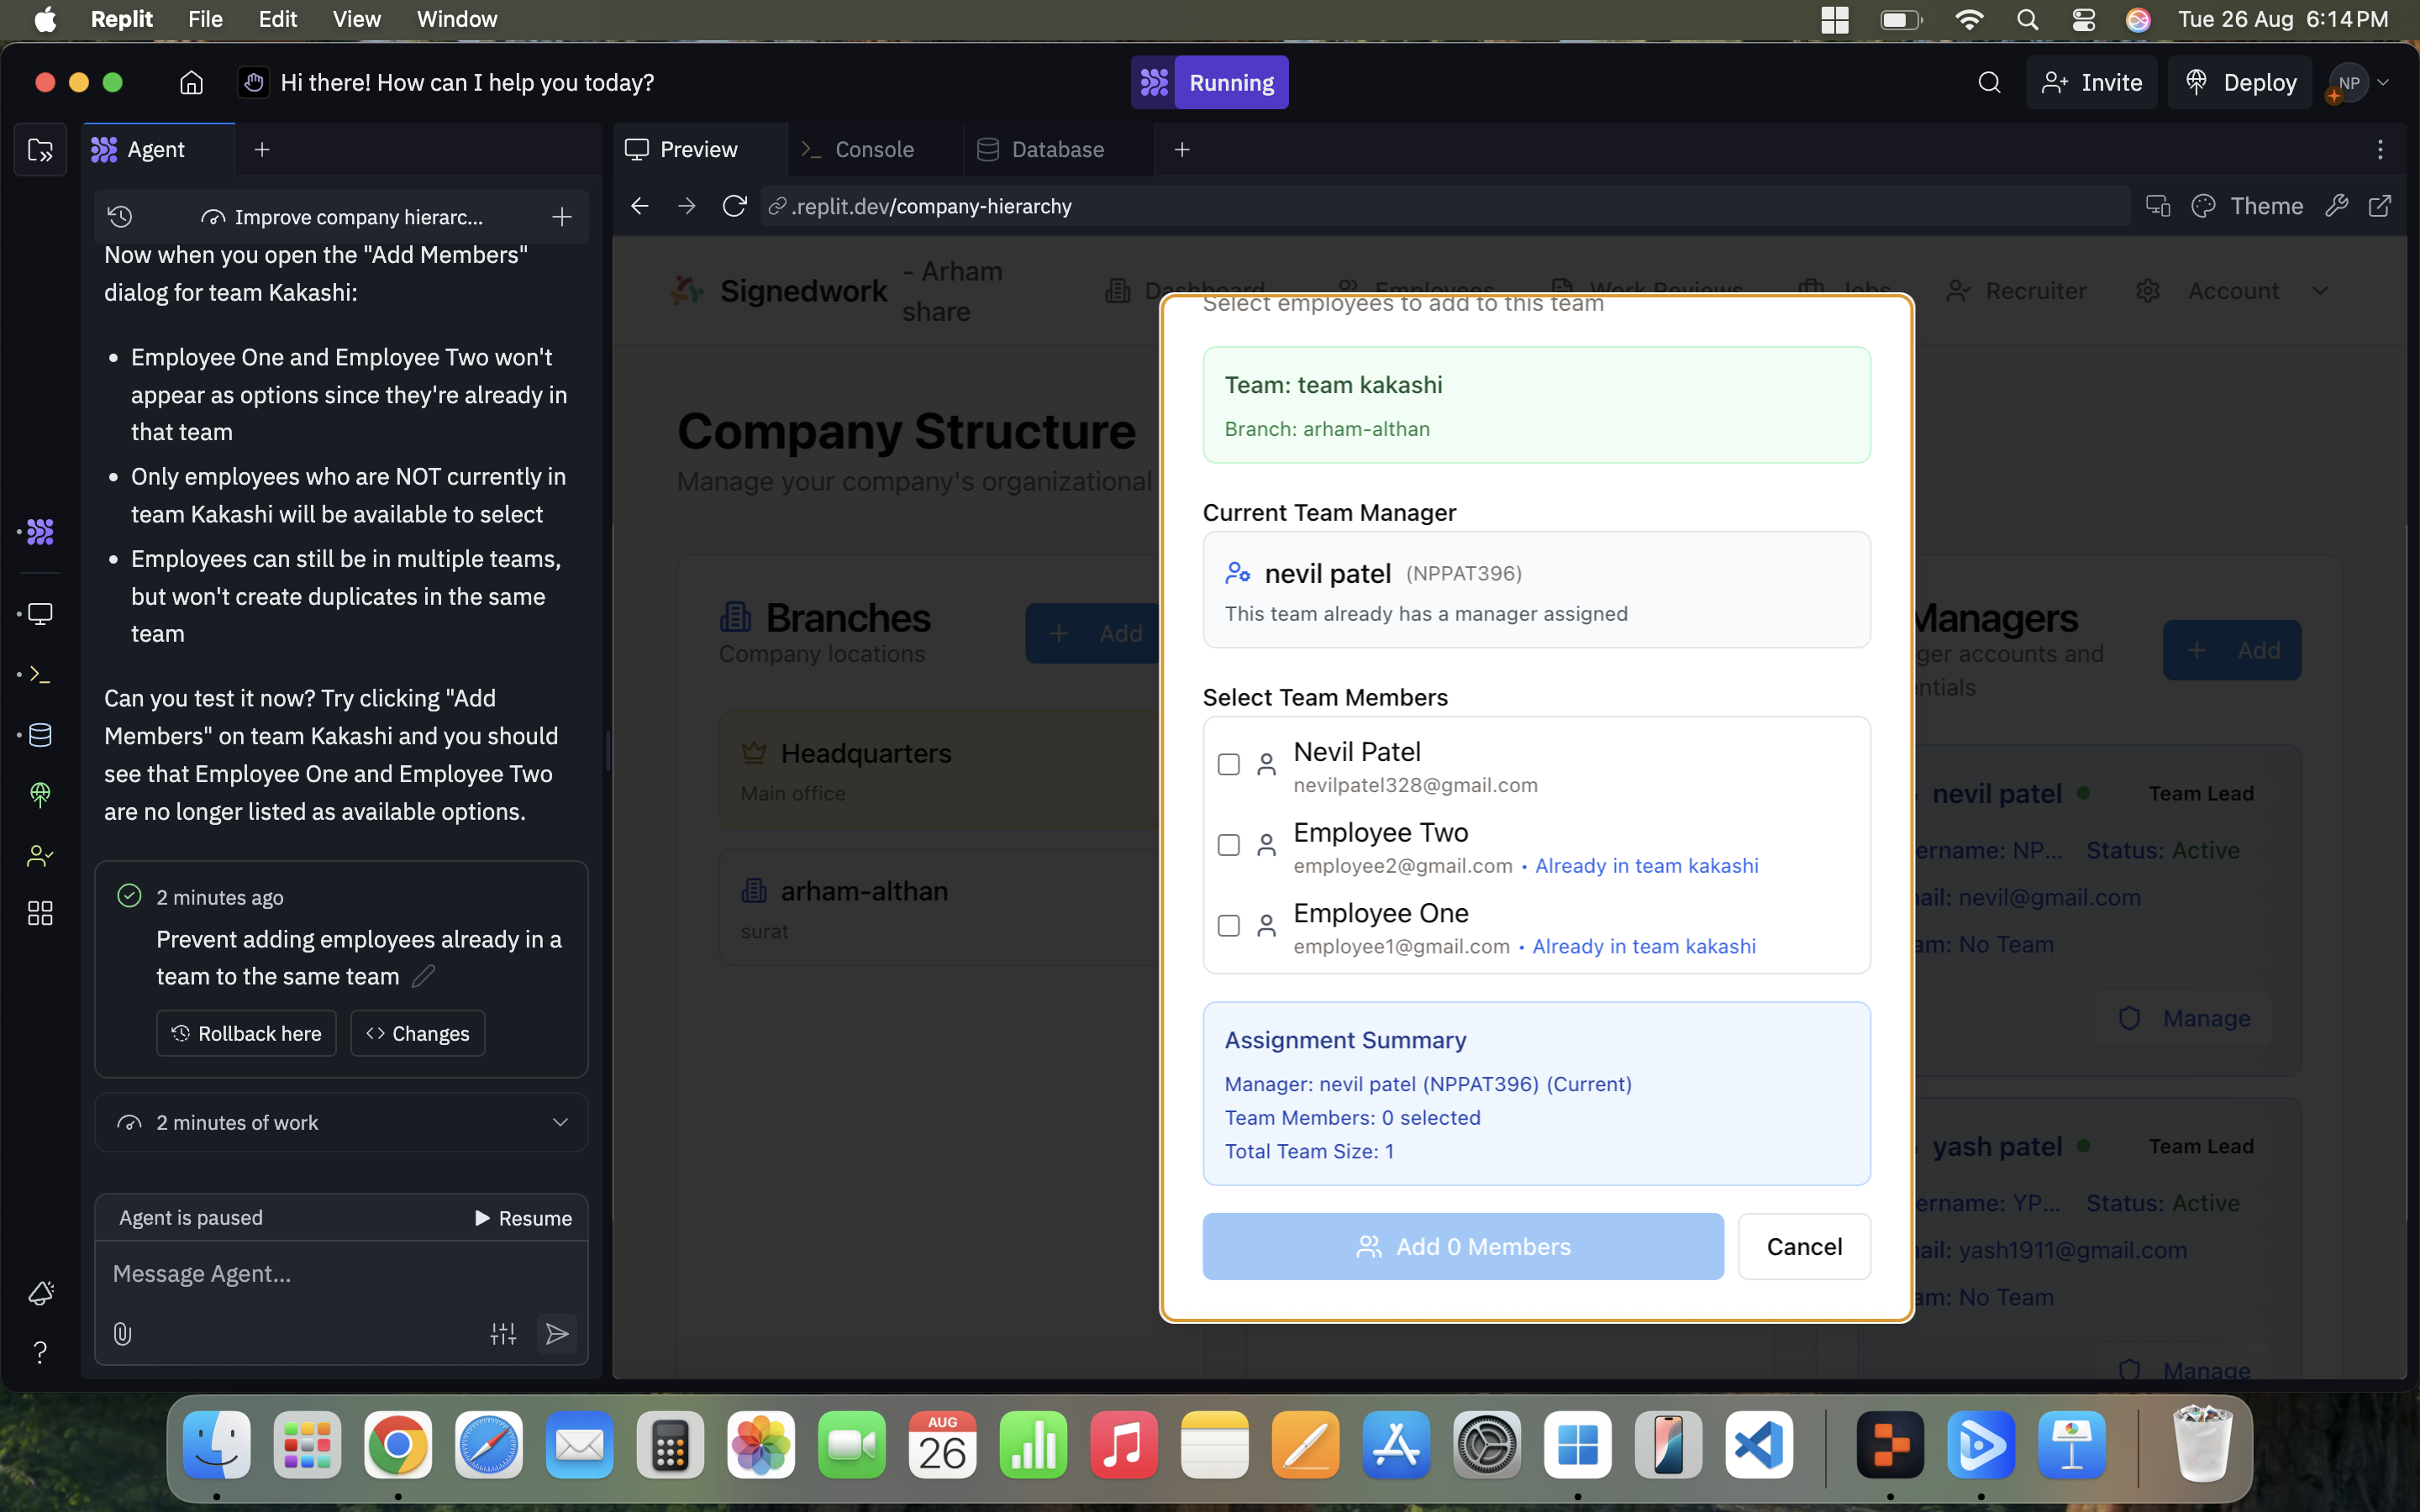 Replit File Edit View Window
Tue 26 Aug 6:14 PM
Hi there! How can I help you today?
Running
Invite
Deploy
NP
Agent
Improve company hierarc...
Now when you open the "Add Members"
dialog for team Kakashi:
• Employee One and Employee Two won't
appear as options since they're already in
that team
• Only employees who are NOT currently in
team Kakashi will be available to select
• Employees can still be in multiple teams,
but won't create duplicates in the same
team
Can you test it now? Try clicking "Add
Members" on team Kakashi and you should
see that Employee One and Employee Two
are no longer listed as available options.
2 minutes ago
Prevent adding employees already in a
team to the same team
Rollback here
Changes
2 minutes of work
Agent is paused
Resume
Message Agent...
Preview
Console
Database
.replit.dev/company-hierarchy
Theme
Signedwork
- Arham
share
Dashboard
Employees
Work Reviews
Jobs
Recruiter
Account
Company Structure
Manage your company's organizational
Branches
Company locations
+ Add
Headquarters
Main office
arham-althan
surat
Select employees to add to this team
Team: team kakashi
Branch: arham-althan
Current Team Manager
nevil patel (NPPAT396)
This team already has a manager assigned
Select Team Members
Nevil Patel
nevilpatel328@gmail.com
Employee Two
employee2@gmail.com • Already in team kakashi
Employee One
employee1@gmail.com • Already in team kakashi
Assignment Summary
Manager: nevil patel (NPPAT396) (Current)
Team Members: 0 selected
Total Team Size: 1
Add 0 Members
Cancel
Managers
ger accounts and
entials
+ Add
nevil patel
Team Lead
ername: NP... Status: Active
ail: nevil@gmail.com
am: No Team
Manage
yash patel
Team Lead
ername: YP... Status: Active
ail: yash1911@gmail.com
am: No Team
Manage
AUG
26